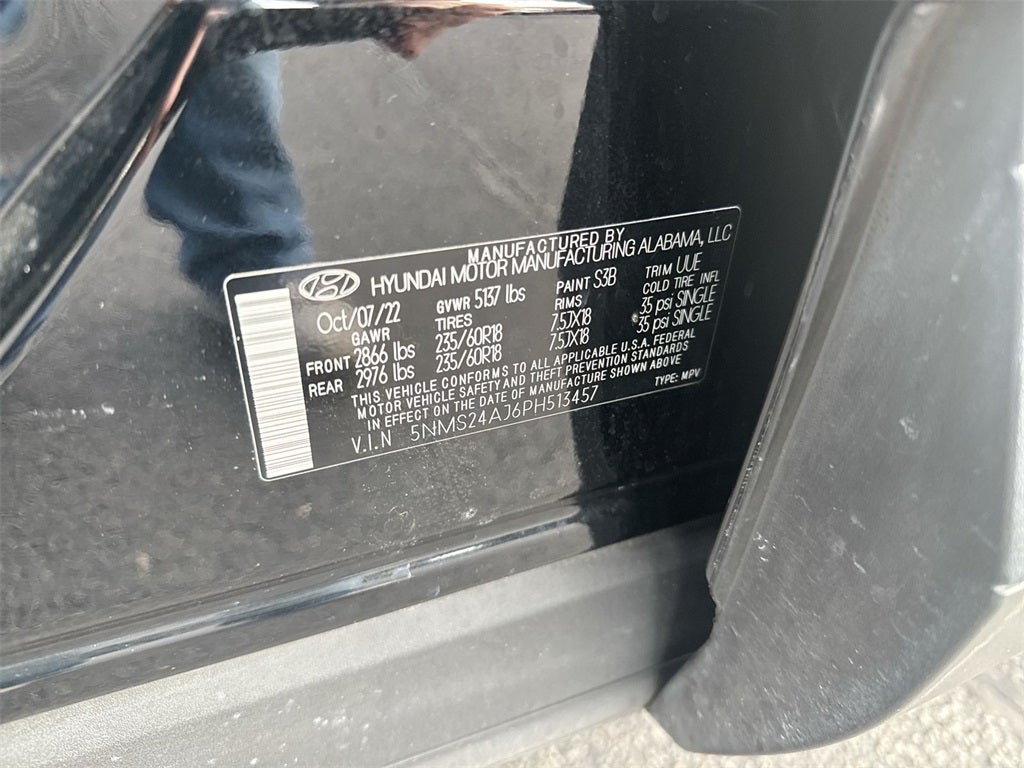 MANUFACTURED BY
HYUNDAI MOTOR MANUFACTURING ALABAMA, LLC
Oct/07/22 GVWR 5137 lbs PAINT S3B TRIM UUE
GAWR TIRES RIMS COLD TIRE INFL
FRONT 2866 lbs 235/60R18 7.5JX18 35 psi SINGLE
REAR 2976 lbs 235/60R18 7.5JX18 35 psi SINGLE
THIS VEHICLE CONFORMS TO ALL APPLICABLE U.S.A. FEDERAL
MOTOR VEHICLE SAFETY AND THEFT PREVENTION STANDARDS
IN EFFECT ON THE DATE OF MANUFACTURE SHOWN ABOVE
V.I.N 5NMS24AJ6PH513457 TYPE: MPV